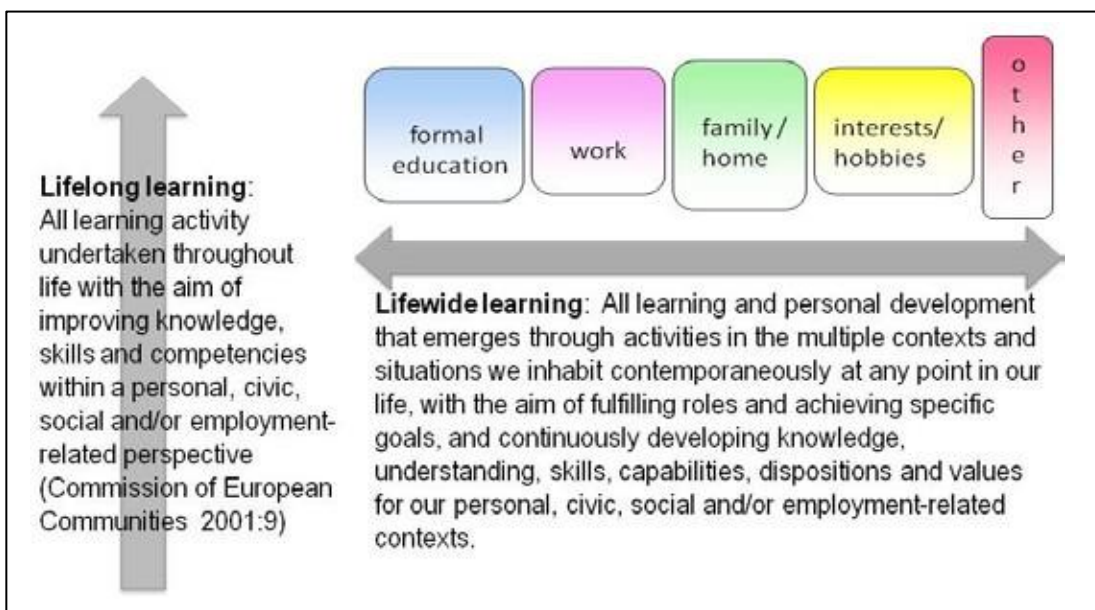 formal
education
work
family/
home
interests/
hobbies
other
Lifelong learning:
All learning activity
undertaken throughout
life with the aim of
improving knowledge,
skills and competencies
within a personal, civic,
social and/or employment-
related perspective
(Commission of European
Communities 2001:9)
Lifewide learning: All learning and personal development
that emerges through activities in the multiple contexts and
situations we inhabit contemporaneously at any point in our
life, with the aim of fulfilling roles and achieving specific
goals, and continuously developing knowledge,
understanding, skills, capabilities, dispositions and values
for our personal, civic, social and/or employment-related
contexts.